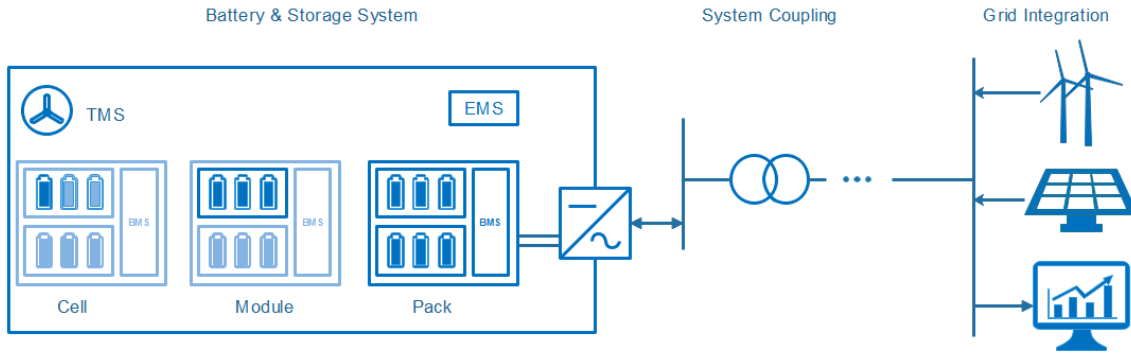 Battery & Storage System
System Coupling
Grid Integration
TMS
EMS
BMS
BMS
BMS
Cell
Module
Pack